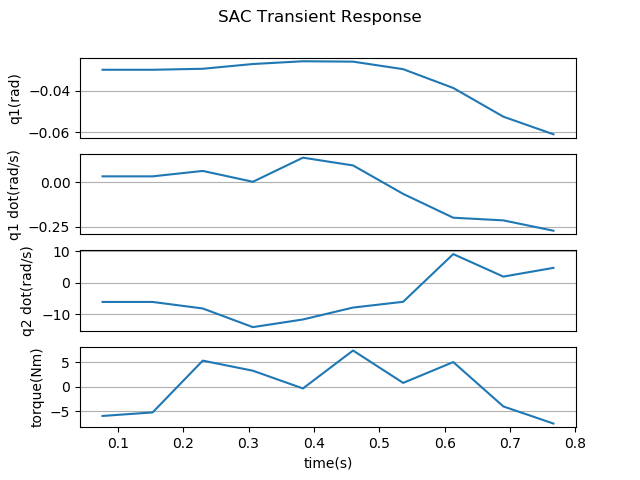 SAC Transient Response
q1(rad)
−0.04
−0.06
q1 dot(rad/s)
0.00
−0.25
q2 dot(rad/s)
10
0
−10
torque(Nm)
5
0
−5
0.1 0.2 0.3 0.4 0.5 0.6 0.7 0.8
time(s)